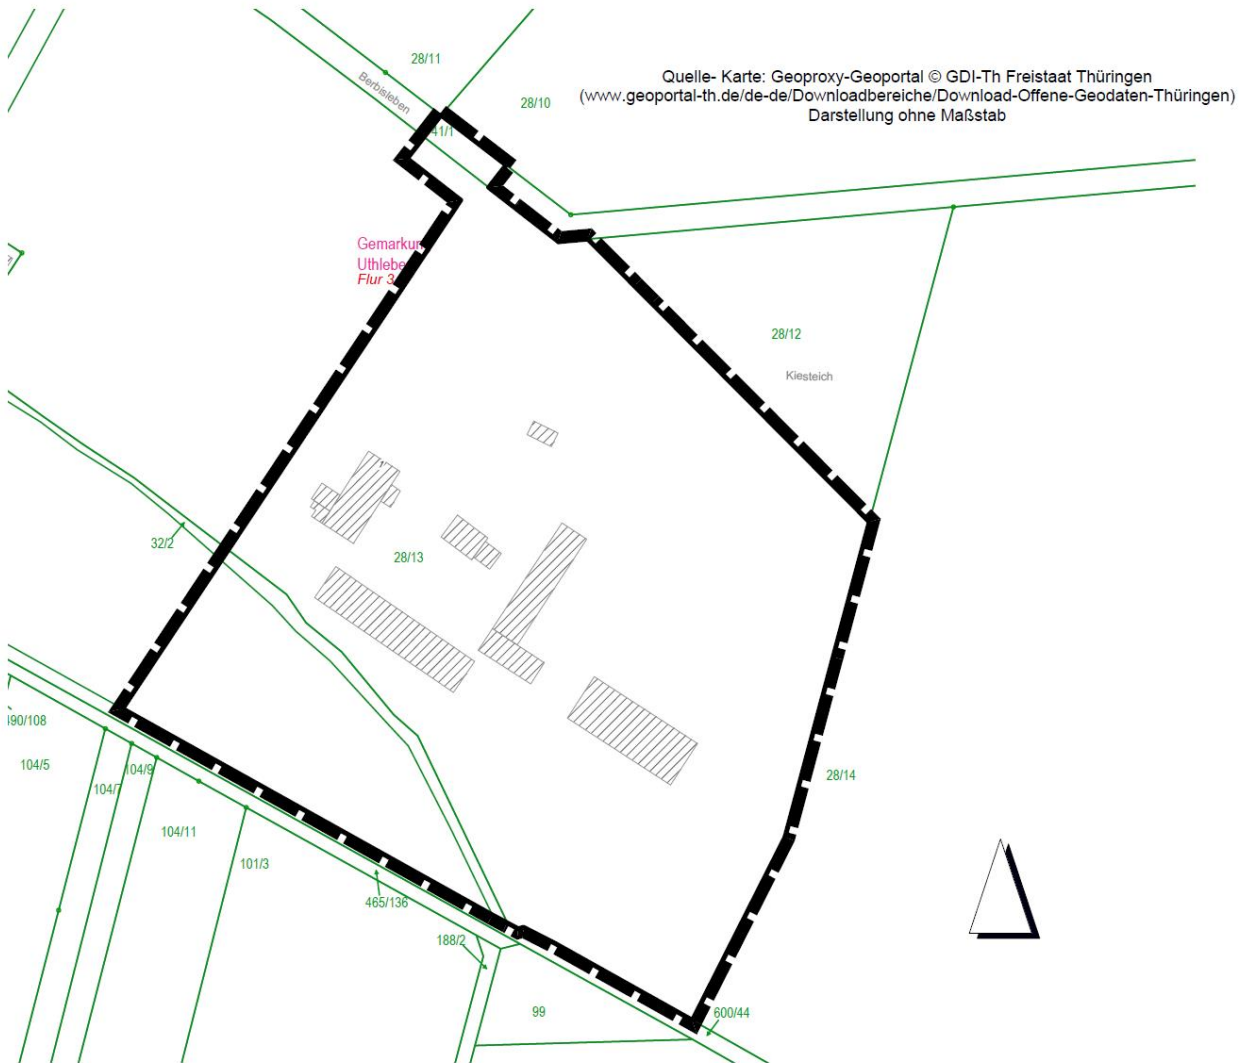 28/11
Berbisleben
28/10
Quelle- Karte: Geoproxy-Geoportal © GDI-Th Freistaat Thüringen
(www.geoportal-th.de/de-de/Downloadbereiche/Download-Offene-Geodaten-Thüringen)
Darstellung ohne Maßstab
41/1
Gemarkun
Uthlebe
Flur 3
28/12
Kiesteich
1
32/2
28/13
490/108
104/5
104/7
104/9
104/11
101/3
28/14
465/136
188/2
99
600/44